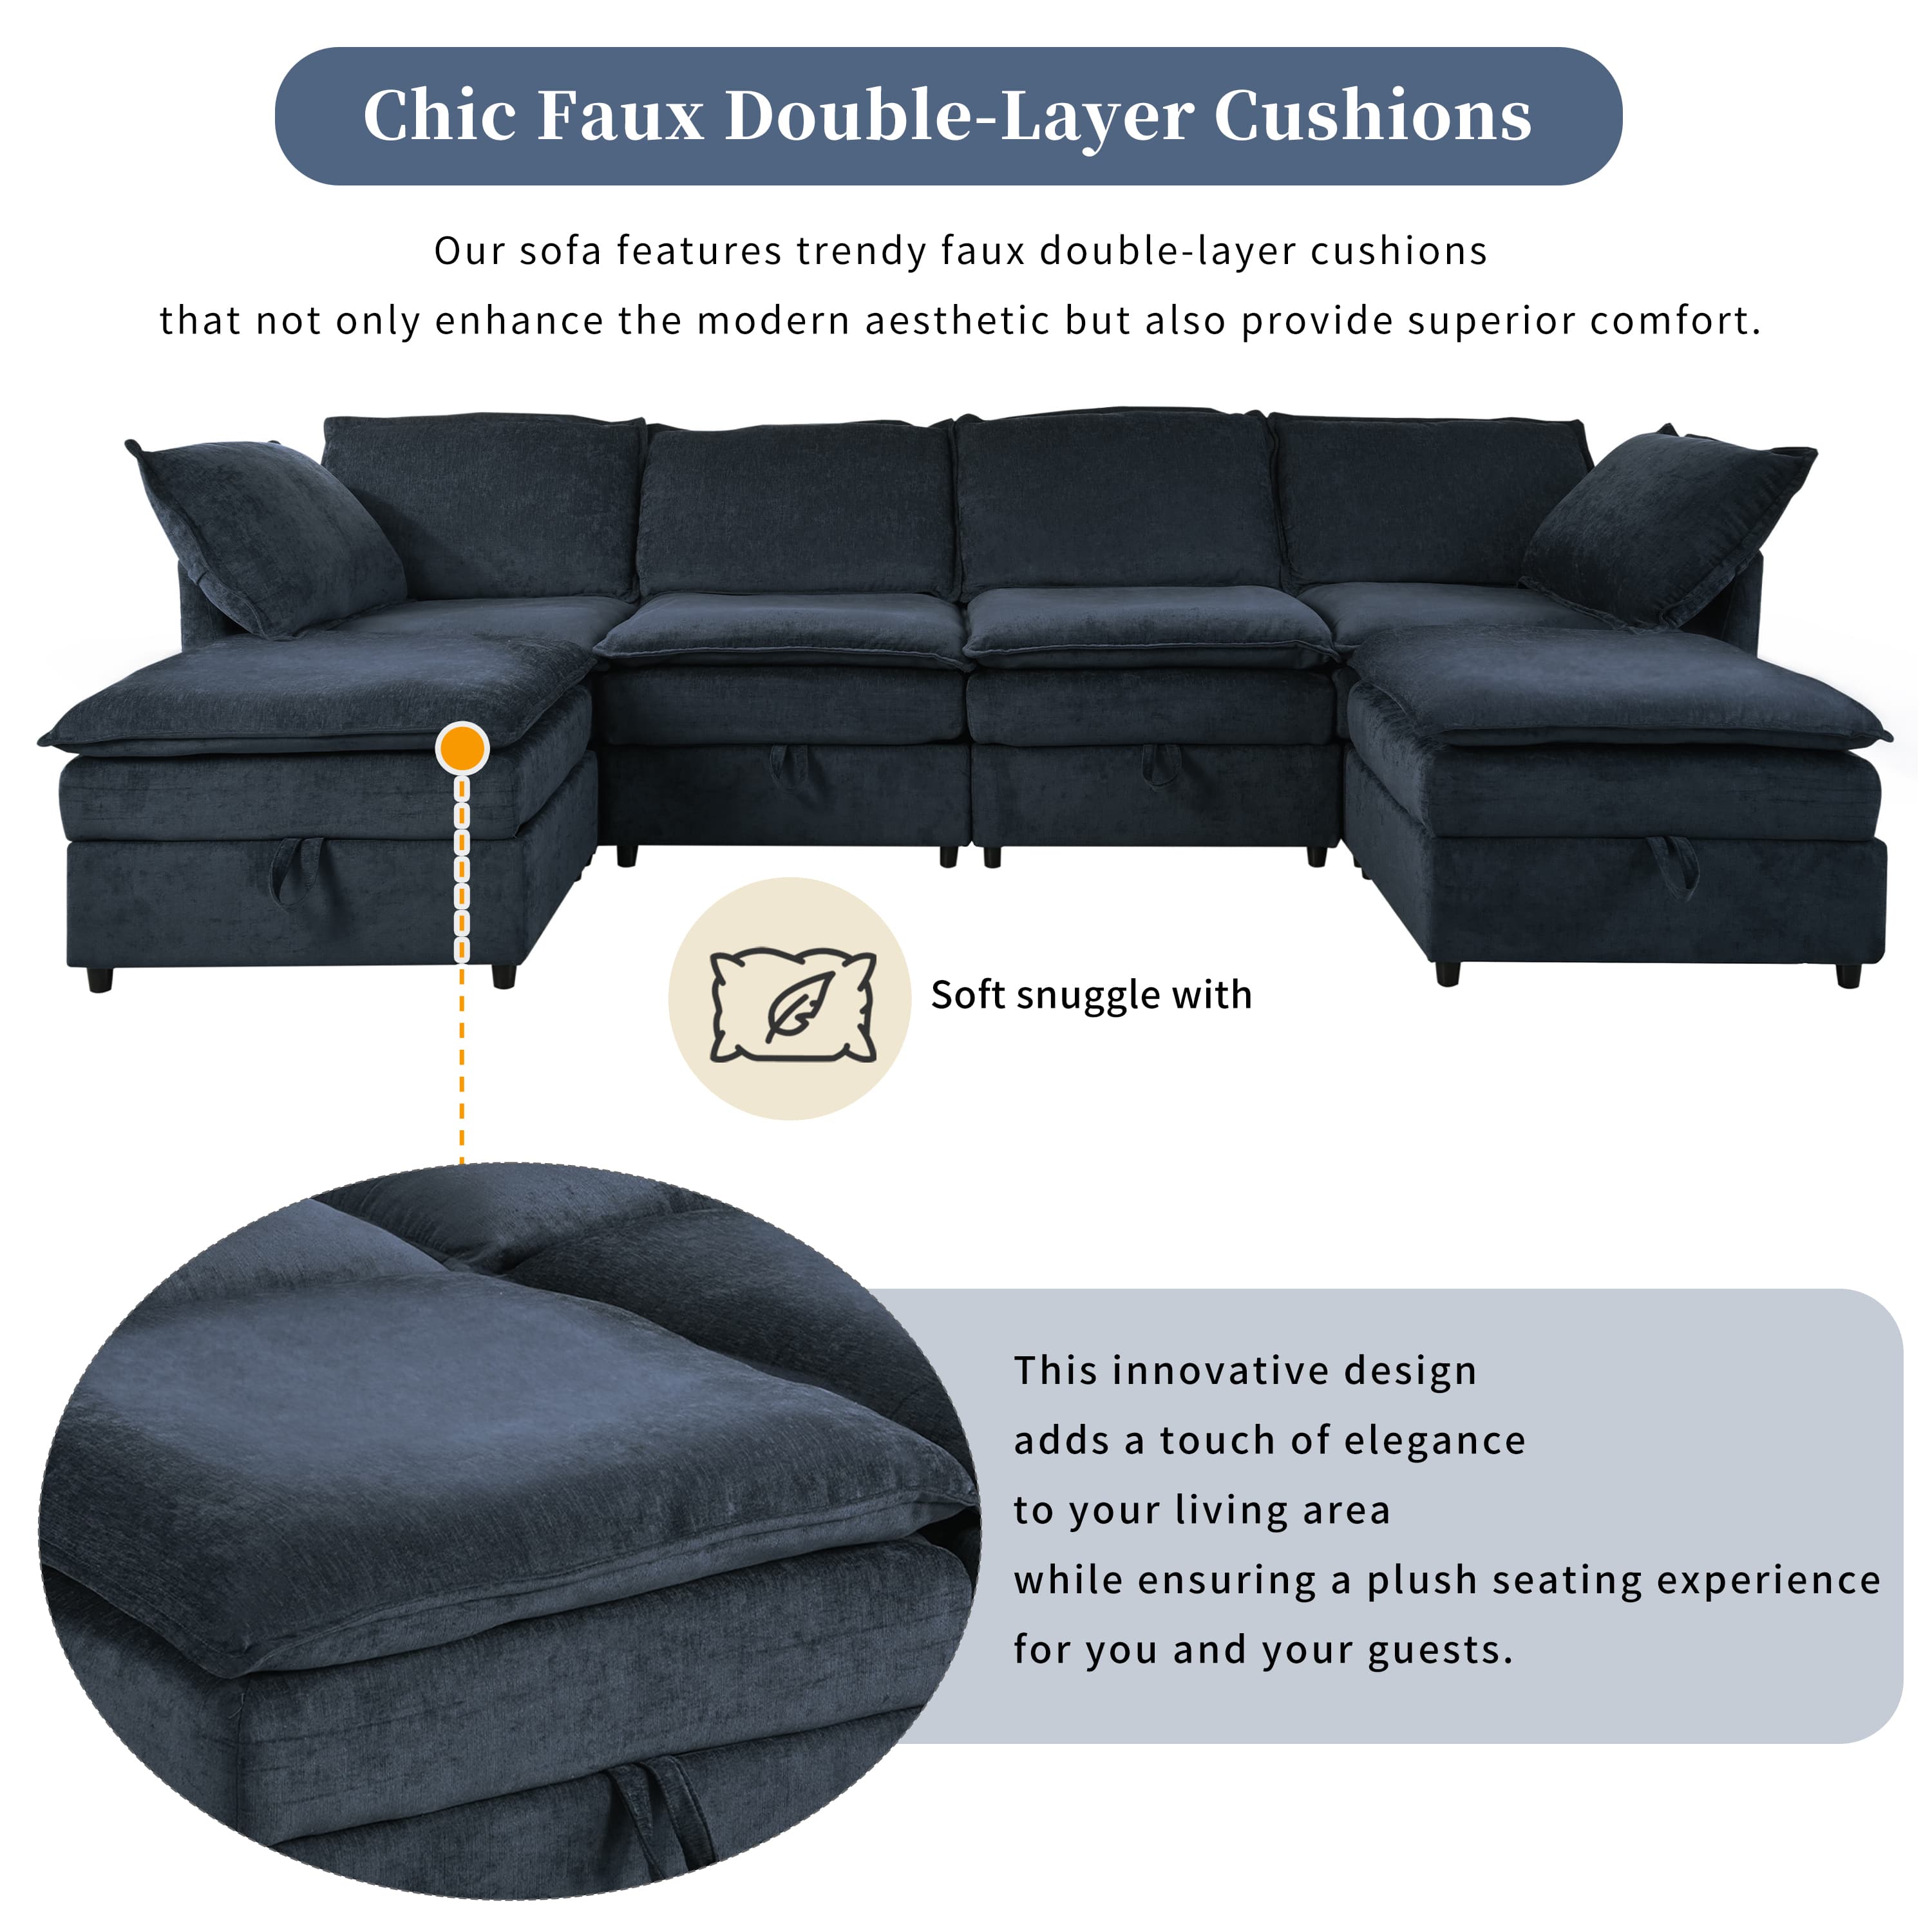 Chic Faux Double-Layer Cushions
Our sofa features trendy faux double-layer cushions
that not only enhance the modern aesthetic but also provide superior comfort.
Soft snuggle with
This innovative design
adds a touch of elegance
to your living area
while ensuring a plush seating experience
for you and your guests.